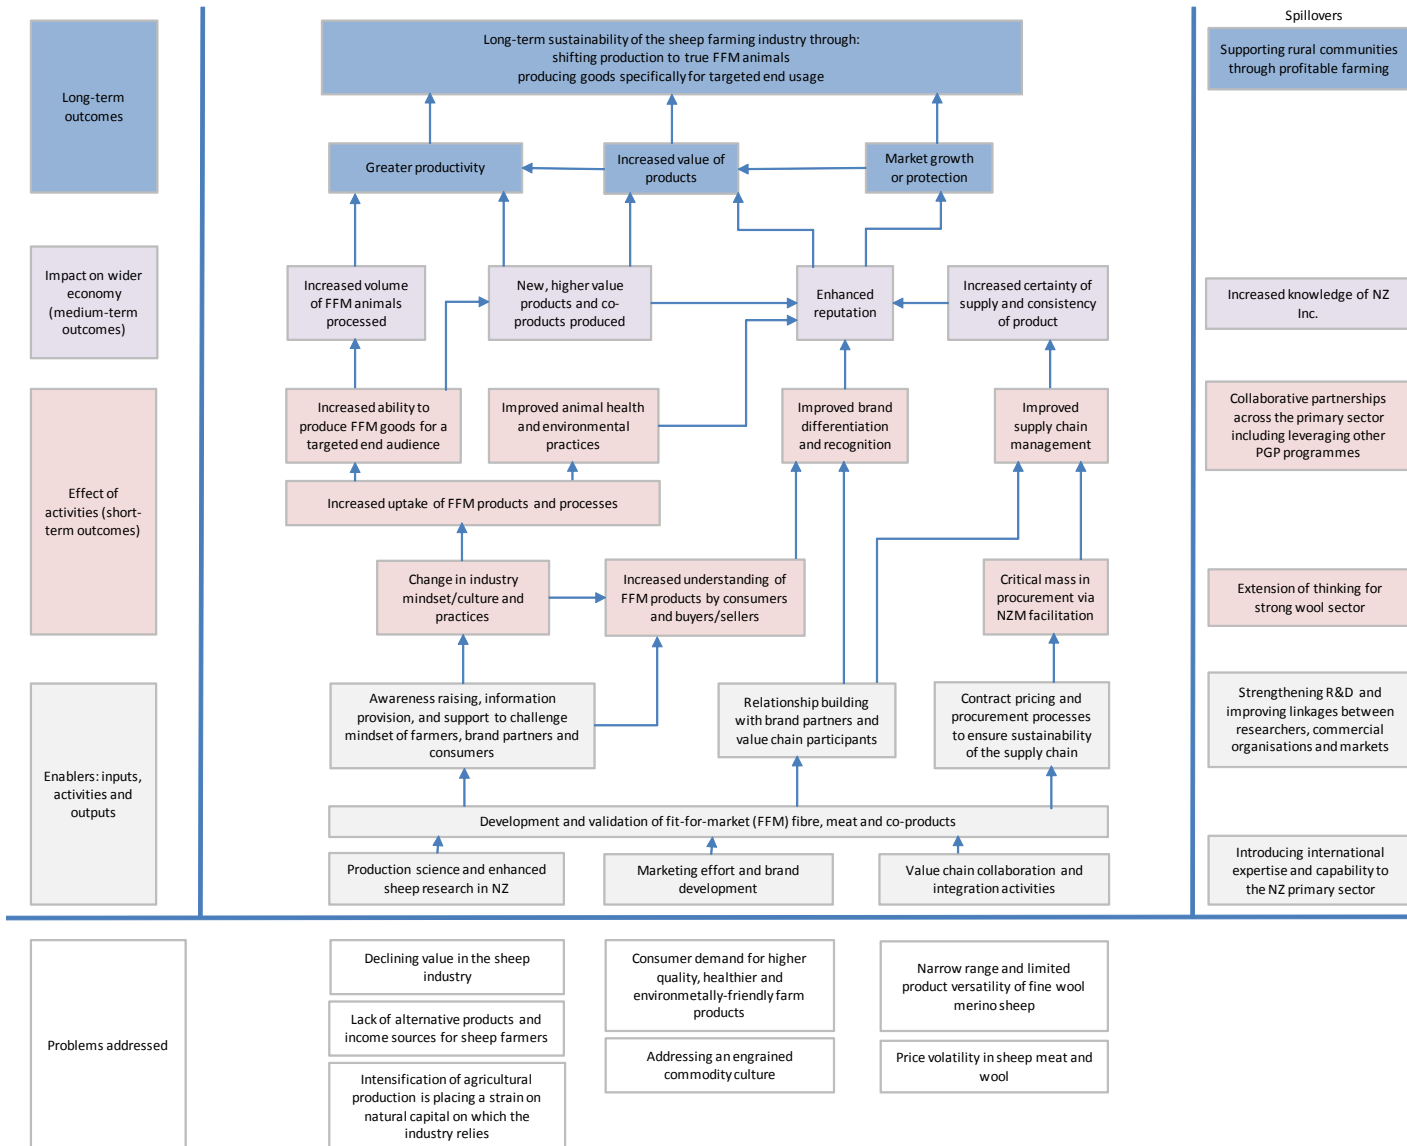 Spillovers
Long-term
outcomes
Long-term sustainability of the sheep farming industry through:
shifting production to true FFM animals
producing goods specifically for targeted end usage
Supporting rural communities
through profitable farming
Greater productivity
Increased value of
products
Market growth
or protection
Impact on wider
economy
(medium-term
outcomes)
Increased volume
of FFM animals
processed
New, higher value
products and co-
products produced
Enhanced
reputation
Increased certainty of
supply and consistency
of product
Increased knowledge of NZ
Inc.
Effect of
activities (short-
term outcomes)
Increased ability to
produce FFM goods for a
targeted end audience
Improved animal health
and environmental
practices
Improved brand
differentiation
and recognition
Improved
supply chain
management
Collaborative partnerships
across the primary sector
including leveraging other
PGP programmes
Increased uptake of FFM products and processes
Change in industry
mindset/culture and
practices
Increased understanding of
FFM products by consumers
and buyers/sellers
Critical mass in
procurement via
NZM facilitation
Extension of thinking for
strong wool sector
Enablers: inputs,
activities and
outputs
Awareness raising, information
provision, and support to challenge
mindset of farmers, brand partners and
consumers
Relationship building
with brand partners and
value chain participants
Contract pricing and
procurement processes
to ensure sustainability
of the supply chain
Strengthening R&D and
improving linkages between
researchers, commercial
organisations and markets
Development and validation of fit-for-market (FFM) fibre, meat and co-products
Production science and enhanced
sheep research in NZ
Marketing effort and brand
development
Value chain collaboration and
integration activities
Introducing international
expertise and capability to
the NZ primary sector
Problems addressed
Declining value in the sheep
industry
Consumer demand for higher
quality, healthier and
environmetally-friendly farm
products
Narrow range and limited
product versatility of fine wool
merino sheep
Lack of alternative products and
income sources for sheep farmers
Addressing an engrained
commodity culture
Price volatility in sheep meat and
wool
Intensification of agricultural
production is placing a strain on
natural capital on which the
industry relies